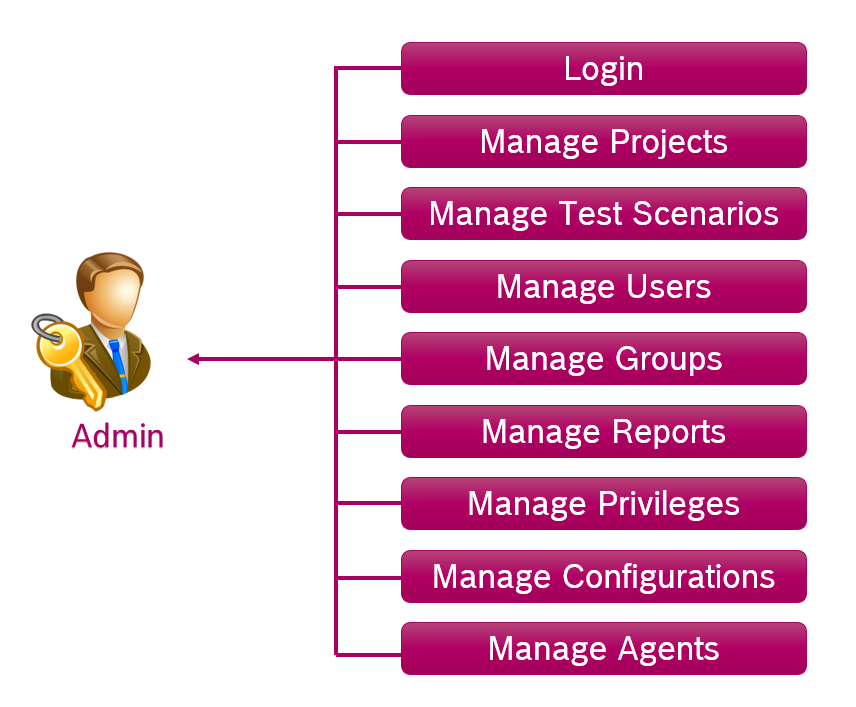 Login
Manage Projects
Manage Test Scenarios
Manage Users
Manage Groups
Manage Reports
Manage Privileges
Manage Configurations
Manage Agents
Admin